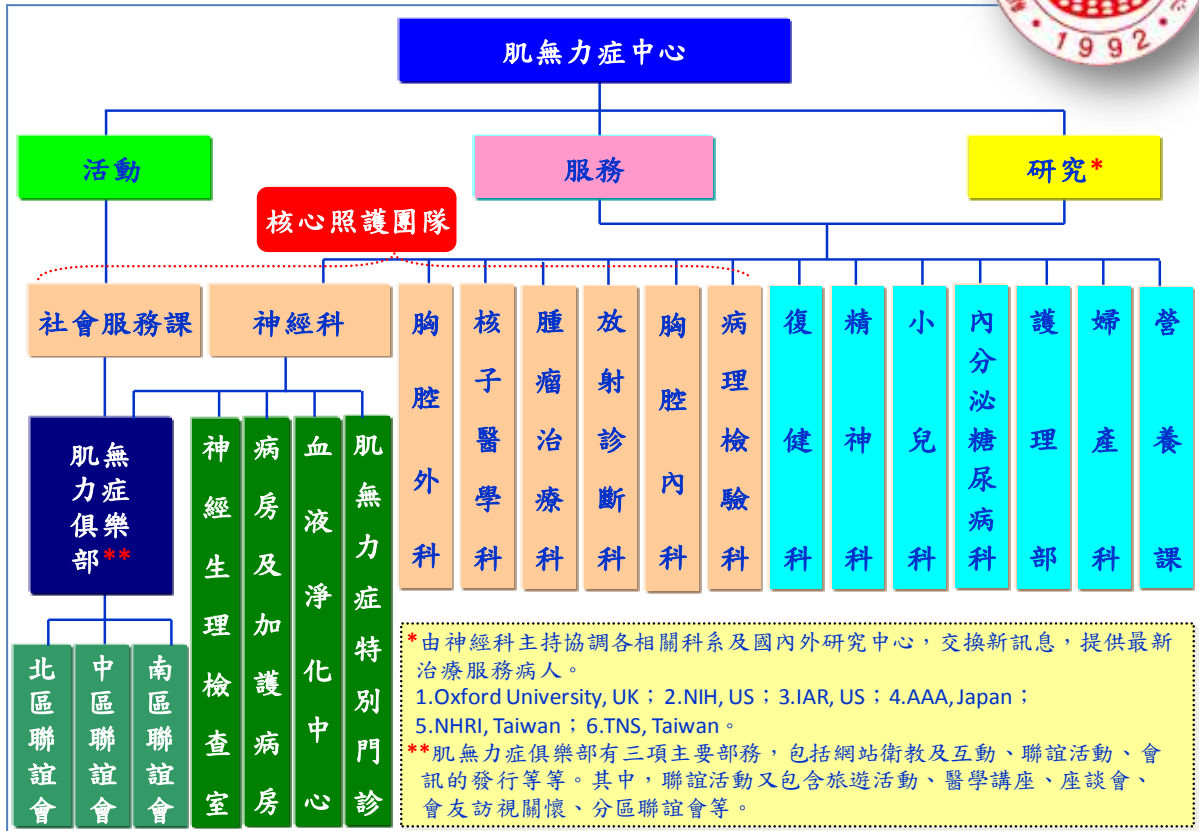 1992
肌無力症中心
活動
服務
研究*
核心照護團隊
社會服務課
神經科
胸腔外科
核子醫學科
腫瘤治療科
放射診斷科
胸腔內科
病理檢驗科
復健科
精神科
小兒科
內分泌糖尿病科
護理部
婦產科
營養課
肌無力症俱樂部**
神經生理檢查室
病房及加護病房
血液淨化中心
肌無力症特別門診
北區聯誼會
中區聯誼會
南區聯誼會
*由神經科主持協調各相關科系及國內外研究中心，交換新訊息，提供最新
治療服務病人。
1.Oxford University, UK；2.NIH, US；3.IAR, US；4.AAA, Japan；
5.NHRI, Taiwan；6.TNS, Taiwan。
**肌無力症俱樂部有三項主要部務，包括網站衛教及互動、聯誼活動、會
訊的發行等等。其中，聯誼活動又包含旅遊活動、醫學講座、座談會、
會友訪視關懷、分區聯誼會等。